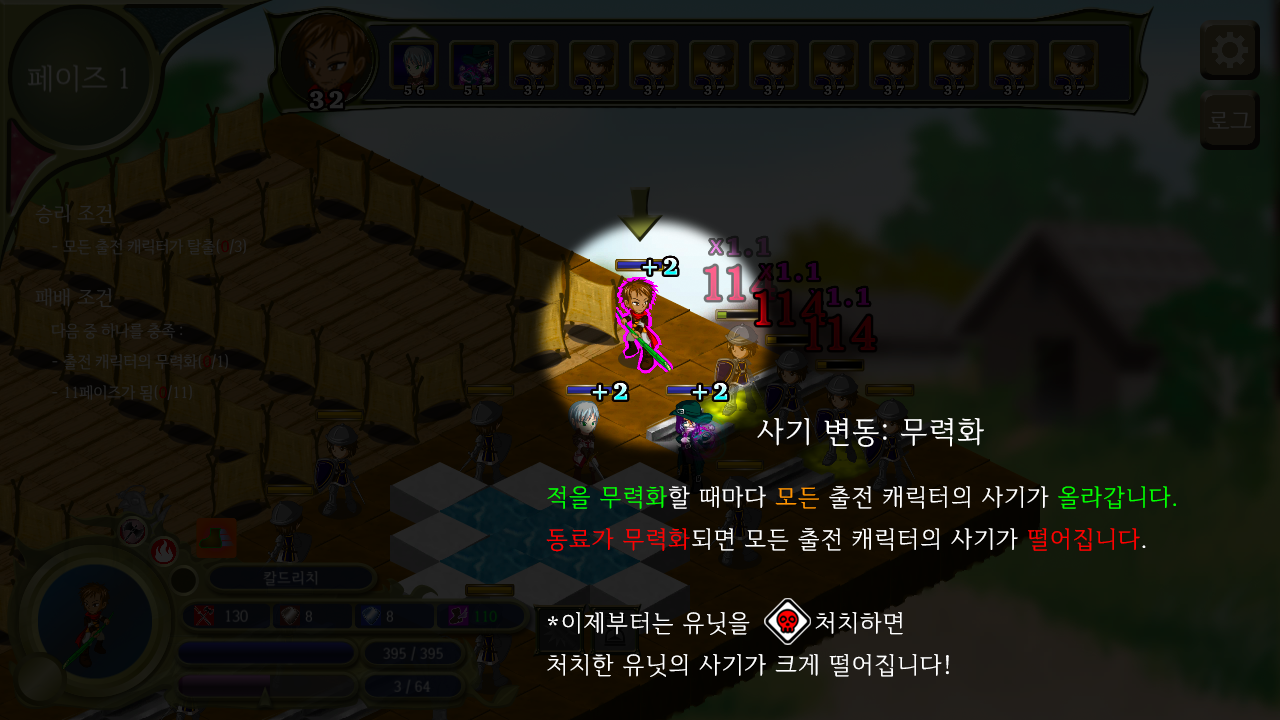 페이즈 1
32
56 51 37 37 37 37 37 37 37 37 37 37
로그
승리 조건
- 모든 출전 캐릭터가 탈출(0/3)
패배 조건
다음 중 하나를 충족 :
- 출전 캐릭터의 무력화(0/1)
- 11페이즈가 됨(0/11)
x1.1
114
x1.1
114
1.1
114
+2
+2
+2
사기 변동: 무력화
적을 무력화할 때마다 모든 출전 캐릭터의 사기가 올라갑니다.
동료가 무력화되면 모든 출전 캐릭터의 사기가 떨어집니다.
*이제부터는 유닛을 처치하면
처치한 유닛의 사기가 크게 떨어집니다!
칼드리치
130 8 8 110
395 / 395
3 / 64